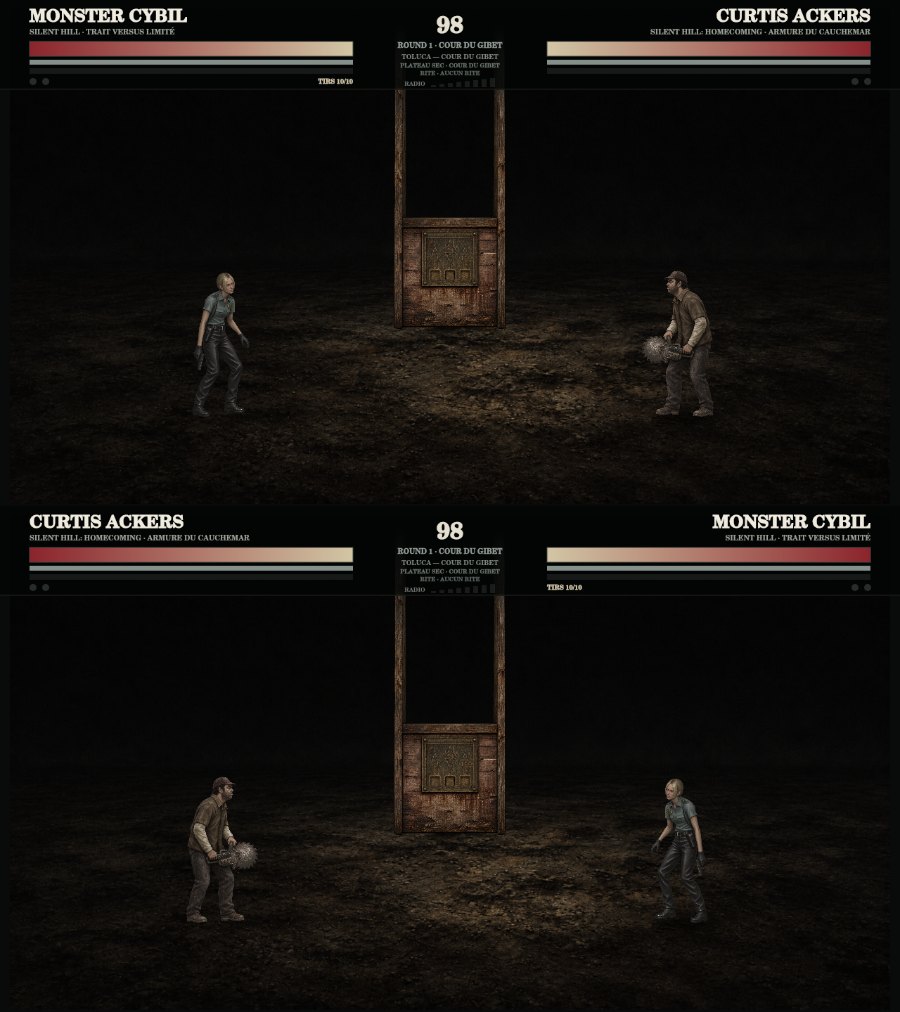 MONSTER CYBIL
SILENT HILL - TRAIT VERSUS LIMITÉ
TIRS 10/10
98
ROUND 1 - COUR DU GIBET
TOLUCA — COUR DU GIBET
PLATEAU SEC - COUR DU GIBET
RITE - AUCUN RITE
RADIO
CURTIS ACKERS
SILENT HILL: HOMECOMING - ARMURE DU CAUCHEMAR
CURTIS ACKERS
SILENT HILL: HOMECOMING - ARMURE DU CAUCHEMAR
98
ROUND 1 - COUR DU GIBET
TOLUCA — COUR DU GIBET
PLATEAU SEC - COUR DU GIBET
RITE - AUCUN RITE
RADIO
MONSTER CYBIL
SILENT HILL - TRAIT VERSUS LIMITÉ
TIRS 10/10